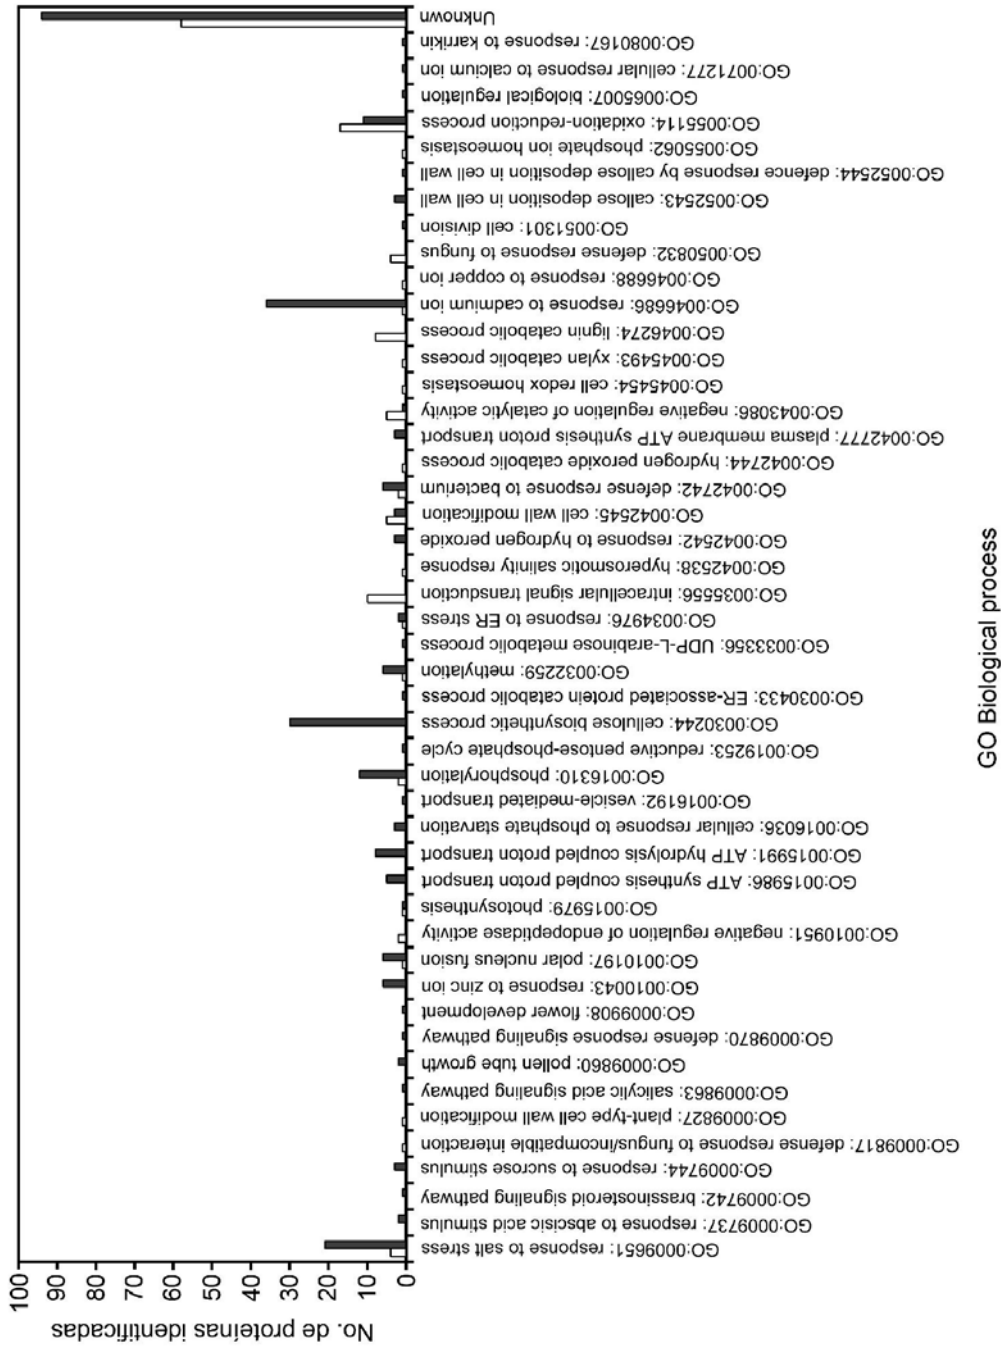 Unknown
GO:0080167: response to karrikin
GO:0071277: cellular response to calcium ion
GO:0065007: biological regulation
GO:0055114: oxidation-reduction process
GO:0055062: phosphate ion homeostasis
GO:0052544: defence response by callose deposition in cell wall
GO:0052543: callose deposition in cell wall
GO:0051301: cell division
GO:0050832: defense response to fungus
GO:0046688: response to copper ion
GO:0046686: response to cadmium ion
GO:0046274: lignin catabolic process
GO:0045493: xylan catabolic process
GO:0045454: cell redox homeostasis
GO:0043086: negative regulation of catalytic activity
GO:0042777: plasma membrane ATP synthesis proton transport
GO:0042744: hydrogen peroxide catabolic process
GO:0042742: defense response to bacterium
GO:0042545: cell wall modification
GO:0042542: response to hydrogen peroxide
GO:0042538: hyperosmotic salinity response
GO:0035556: intracellular signal transduction
GO:0034976: response to ER stress
GO:0033356: UDP-L-arabinose metabolic process
GO:0032259: methylation
GO:0030433: ER-associated protein catabolic process
GO:0030244: cellulose biosynthetic process
GO:0019253: reductive pentose-phosphate cycle
GO:0016310: phosphorylation
GO:0016192: vesicle-mediated transport
GO:0016036: cellular response to phosphate starvation
GO:0015991: ATP hydrolysis coupled proton transport
GO:0015986: ATP synthesis coupled proton transport
GO:0015979: photosynthesis
GO:0010951: negative regulation of endopeptidase activity
GO:0010197: polar nucleus fusion
GO:0010043: response to zinc ion
GO:0009908: flower development
GO:0009870: defense response signaling pathway
GO:0009860: pollen tube growth
GO:0009863: salicylic acid signaling pathway
GO:0009827: plant-type cell wall modification
GO:0009817: defense response to fungus/incompatible interaction
GO:0009744: response to sucrose stimulus
GO:0009742: brassinosteroid signaling pathway
GO:0009737: response to abscisic acid stimulus
GO:0009651: response to salt stress
GO Biological process
100
90
80
70
60
50
40
30
20
10
0
No. de proteínas identificadas